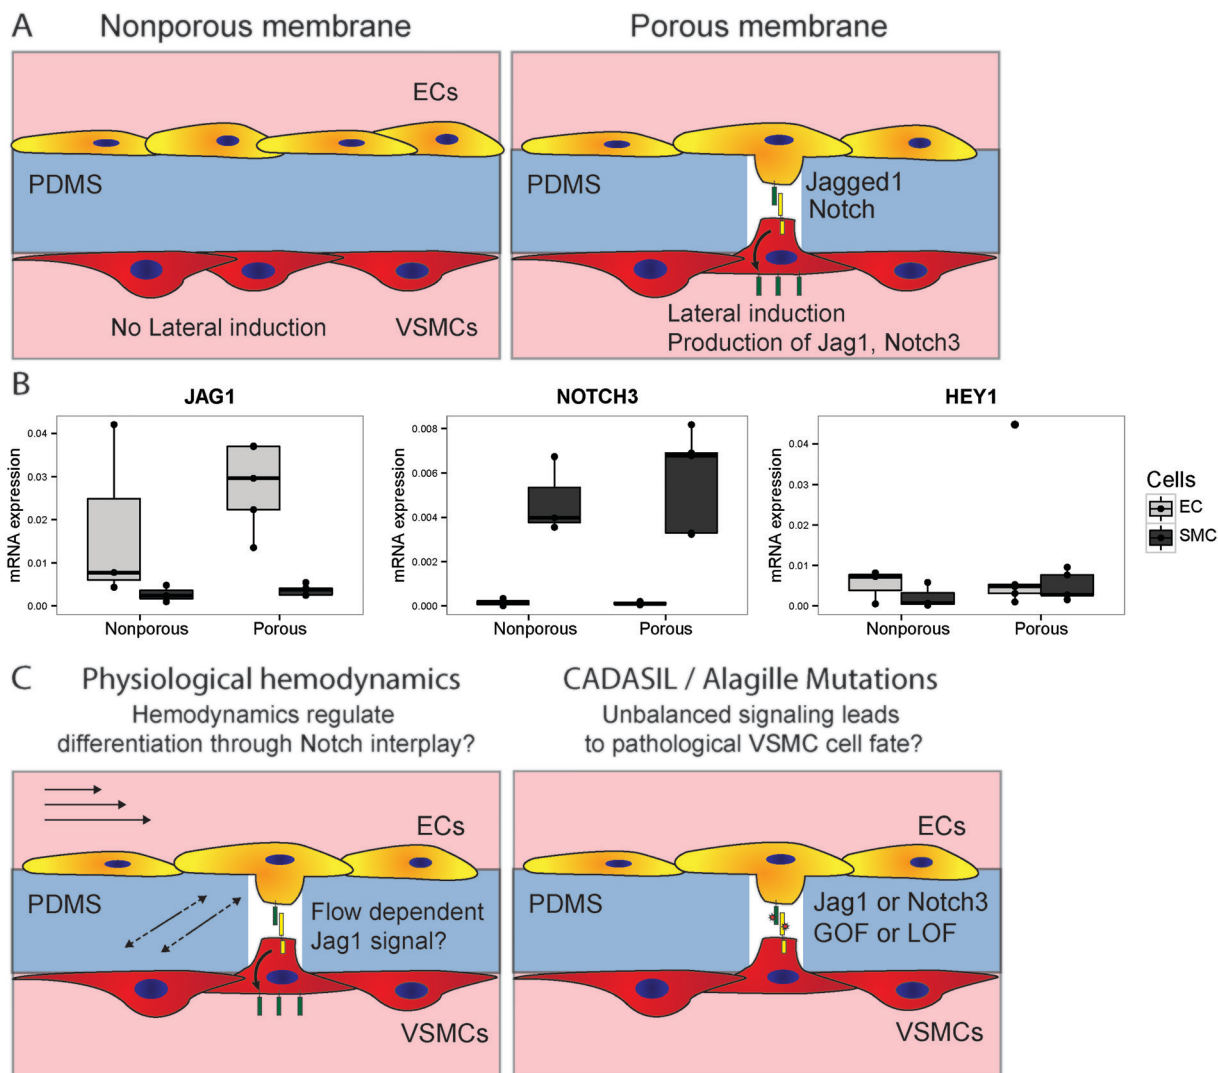 A
Nonporous membrane
Porous membrane
ECs
PDMS
No Lateral induction
VSMCs
PDMS
Jagged1
Notch
Lateral induction
Production of Jag1, Notch3
B
JAG1
mRNA expression
0.04
0.03
0.02
0.01
0.00
Nonporous
Porous
NOTCH3
mRNA expression
0.008
0.006
0.004
0.002
0.000
Nonporous
Porous
HEY1
mRNA expression
0.04
0.03
0.02
0.01
0.00
Nonporous
Porous
Cells
EC
SMC
C
Physiological hemodynamics
Hemodynamics regulate
differentiation through Notch interplay?
CADASIL / Alagille Mutations
Unbalanced signaling leads
to pathological VSMC cell fate?
ECs
PDMS
Flow dependent
Jag1 signal?
VSMCs
ECs
PDMS
Jag1 or Notch3
GOF or LOF
VSMCs